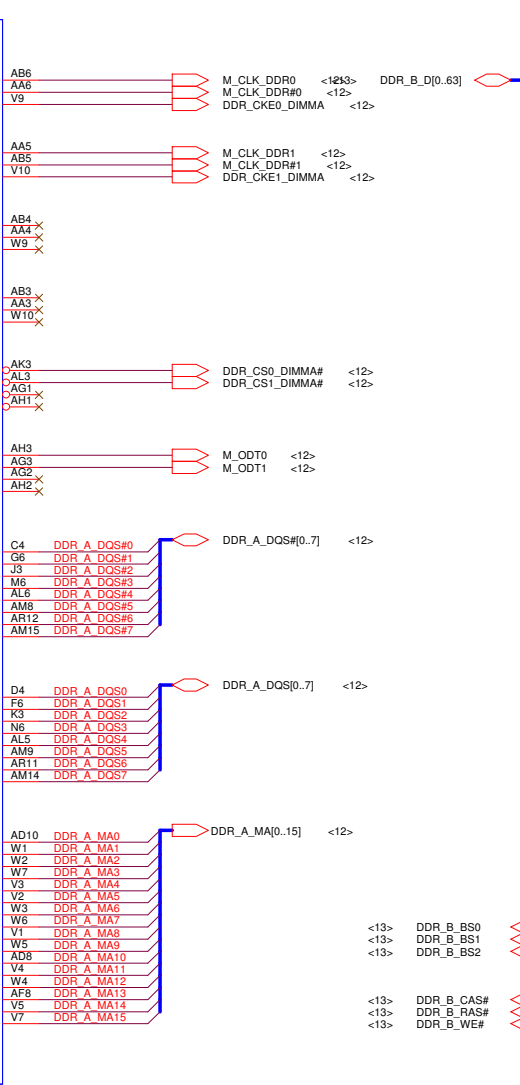 AB6 M_CLK_DDR0 <12> <13> DDR_B_D[0..63]
AA6 M_CLK_DDR#0 <12>
V9 DDR_CKE0_DIMMA <12>
AA5 M_CLK_DDR1 <12>
AB5 M_CLK_DDR#1 <12>
V10 DDR_CKE1_DIMMA <12>
AB4
AA4
W9
AB3
AA3
W10
AK3 DDR_CS0_DIMMA# <12>
AL3 DDR_CS1_DIMMA# <12>
AG1
AH1
AH3 M_ODT0 <12>
AG3 M_ODT1 <12>
AG2
AH2
DDR_A_DQS#[0..7] <12>
C4 DDR_A_DQS#0
G6 DDR_A_DQS#1
J3 DDR_A_DQS#2
M6 DDR_A_DQS#3
AL6 DDR_A_DQS#4
AM8 DDR_A_DQS#5
AR12 DDR_A_DQS#6
AM15 DDR_A_DQS#7
DDR_A_DQS[0..7] <12>
D4 DDR_A_DQS0
F6 DDR_A_DQS1
K3 DDR_A_DQS2
N6 DDR_A_DQS3
AL5 DDR_A_DQS4
AM9 DDR_A_DQS5
AR11 DDR_A_DQS6
AM14 DDR_A_DQS7
DDR_A_MA[0..15] <12>
AD10 DDR_A_MA0
W1 DDR_A_MA1
W2 DDR_A_MA2
W7 DDR_A_MA3
V3 DDR_A_MA4
V2 DDR_A_MA5
W3 DDR_A_MA6
W6 DDR_A_MA7
V1 DDR_A_MA8
W5 DDR_A_MA9
AD8 DDR_A_MA10
V4 DDR_A_MA11
W4 DDR_A_MA12
AF8 DDR_A_MA13
V5 DDR_A_MA14
V7 DDR_A_MA15
<13> DDR_B_BS0
<13> DDR_B_BS1
<13> DDR_B_BS2
<13> DDR_B_CAS#
<13> DDR_B_RAS#
<13> DDR_B_WE#